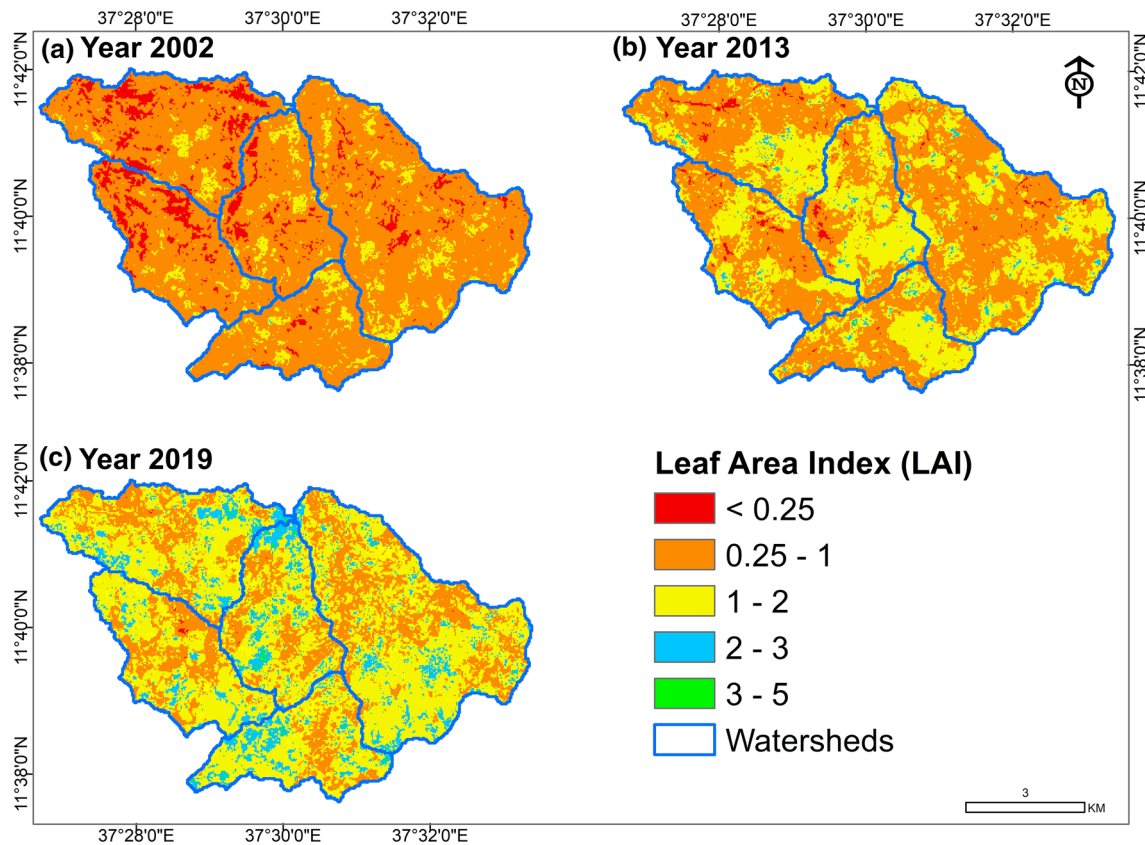 37°28'0"E 37°30'0"E 37°32'0"E 37°30'0"E 37°32'0"E
(a) Year 2002
(b) Year 2013
N
11°42'0"N
11°40'0"N
11°38'0"N
11°42'0"N
11°40'0"N
11°38'0"N
(c) Year 2019
11°42'0"N
11°40'0"N
11°38'0"N
37°28'0"E 37°30'0"E 37°32'0"E
Leaf Area Index (LAI)
< 0.25
0.25 - 1
1 - 2
2 - 3
3 - 5
Watersheds
3
KM